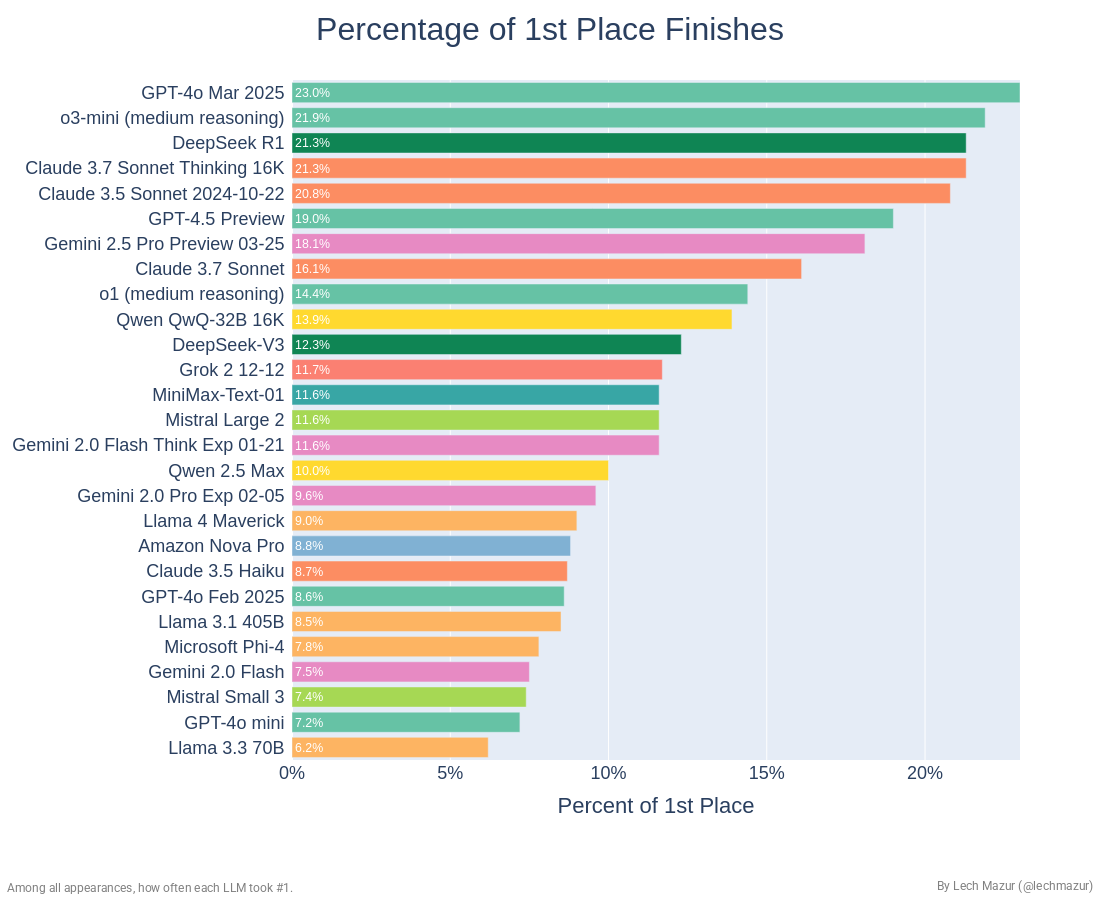 Percentage of 1st Place Finishes
GPT-4o Mar 2025 23.0%
o3-mini (medium reasoning) 21.9%
DeepSeek R1 21.3%
Claude 3.7 Sonnet Thinking 16K 21.3%
Claude 3.5 Sonnet 2024-10-22 20.8%
GPT-4.5 Preview 19.0%
Gemini 2.5 Pro Preview 03-25 18.1%
Claude 3.7 Sonnet 16.1%
o1 (medium reasoning) 14.4%
Qwen QwQ-32B 16K 13.9%
DeepSeek-V3 12.3%
Grok 2 12-12 11.7%
MiniMax-Text-01 11.6%
Mistral Large 2 11.6%
Gemini 2.0 Flash Think Exp 01-21 11.6%
Qwen 2.5 Max 10.0%
Gemini 2.0 Pro Exp 02-05 9.6%
Llama 4 Maverick 9.0%
Amazon Nova Pro 8.8%
Claude 3.5 Haiku 8.7%
GPT-4o Feb 2025 8.6%
Llama 3.1 405B 8.5%
Microsoft Phi-4 7.8%
Gemini 2.0 Flash 7.5%
Mistral Small 3 7.4%
GPT-4o mini 7.2%
Llama 3.3 70B 6.2%
0% 5% 10% 15% 20%
Percent of 1st Place
Among all appearances, how often each LLM took #1.
By Lech Mazur (@lechmazur)